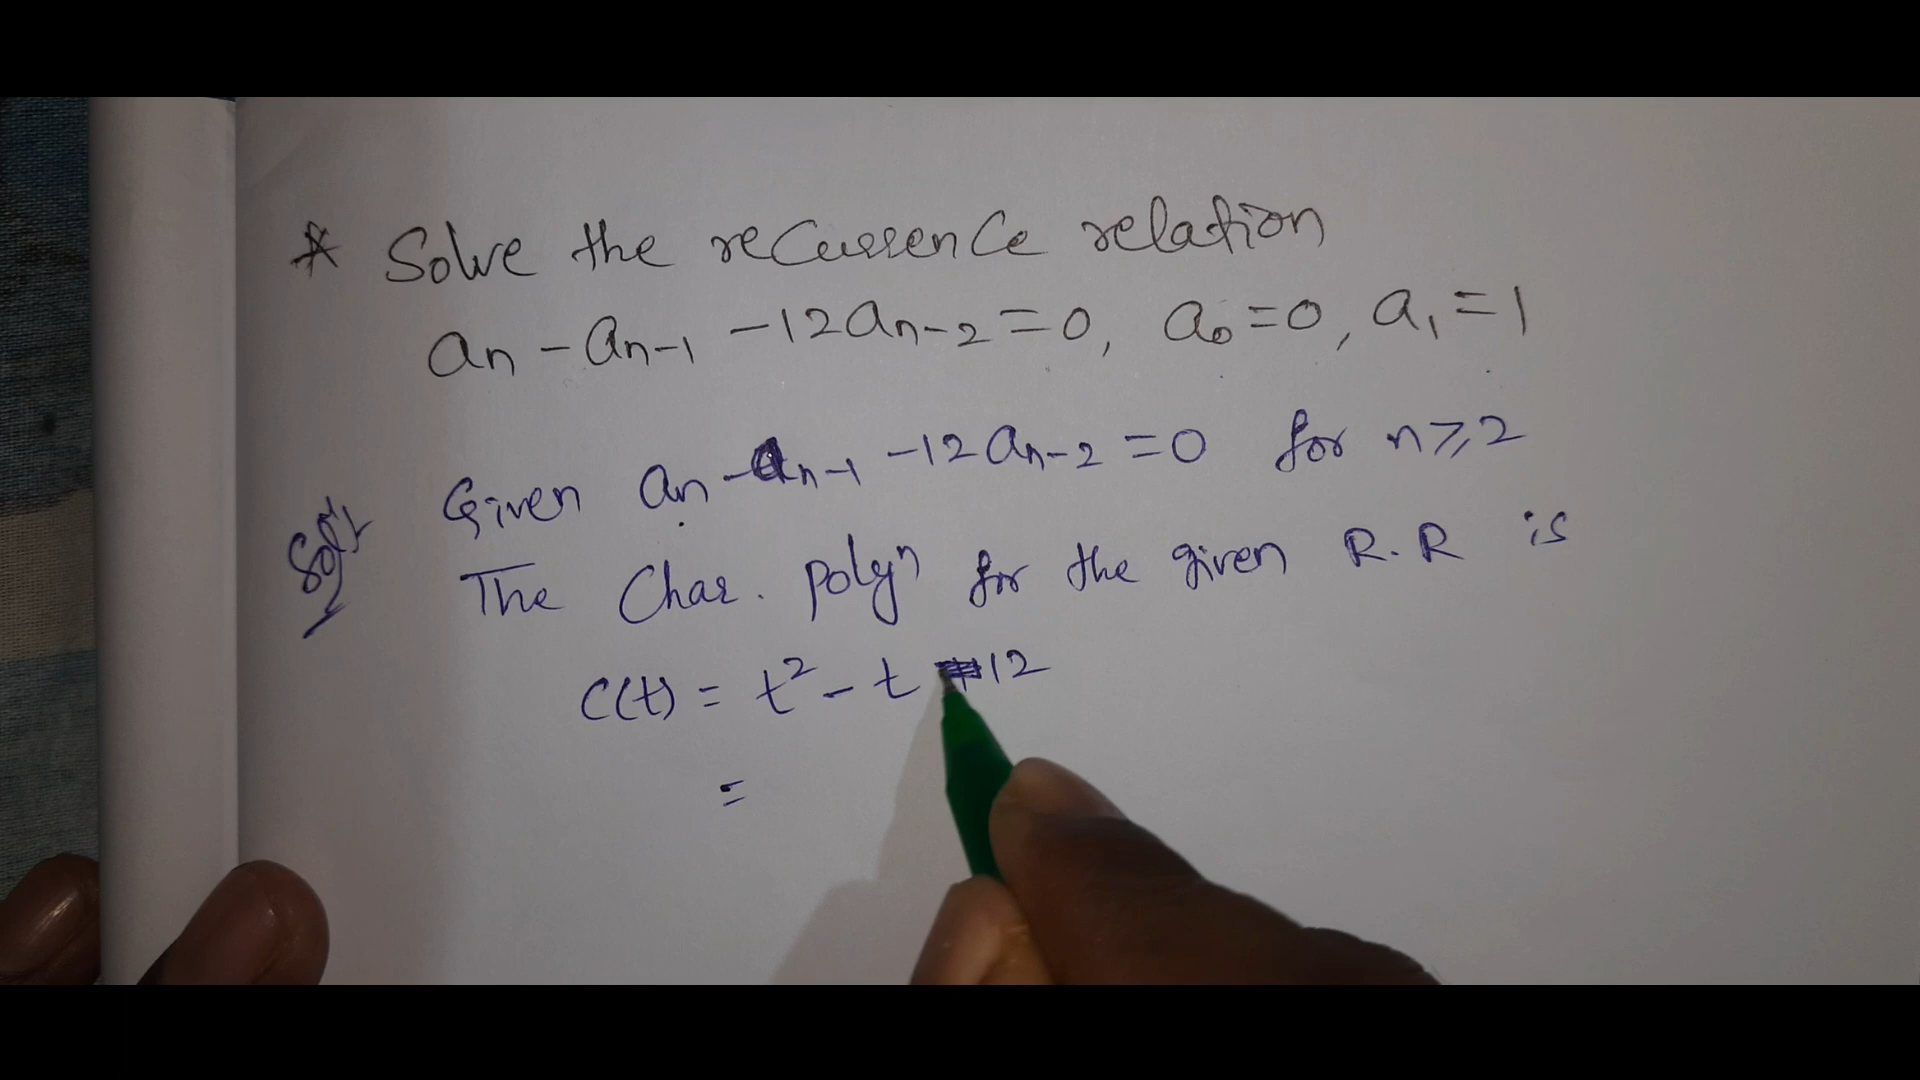 * Solve the recurrence relation
an - an-1 - 12an-2 = 0, a0 = 0, a1 = 1
Sol: Given an - an-1 - 12an-2 = 0 for n ≥ 2
The Char. polyn for the given R.R is
C(t) = t² - t - 12
=